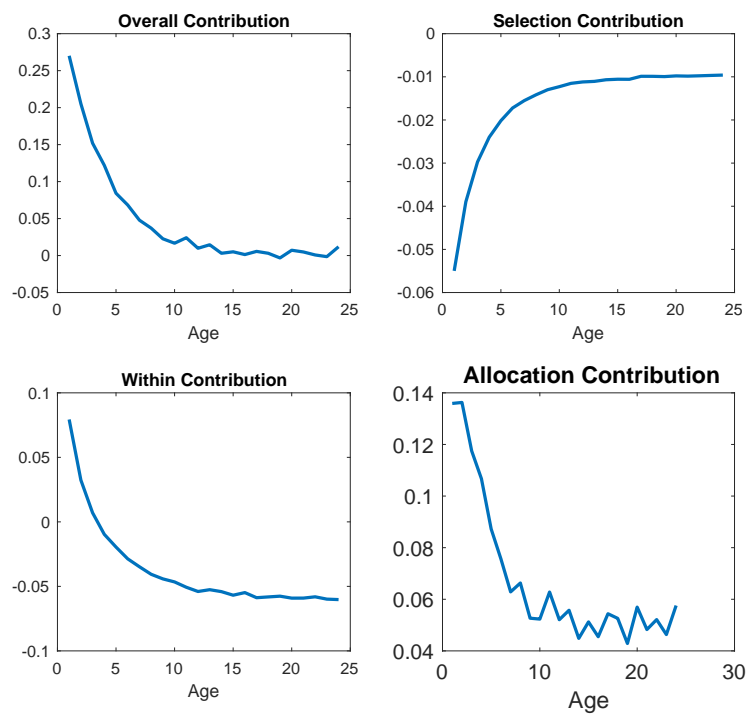 Overall Contribution
0.3
0.25
0.2
0.15
0.1
0.05
0
-0.05
0 5 10 15 20 25
Age
Selection Contribution
0
-0.01
-0.02
-0.03
-0.04
-0.05
-0.06
0 5 10 15 20 25
Age
Within Contribution
0.1
0.05
0
-0.05
-0.1
0 5 10 15 20 25
Age
Allocation Contribution
0.14
0.12
0.1
0.08
0.06
0.04
0 10 20 30
Age